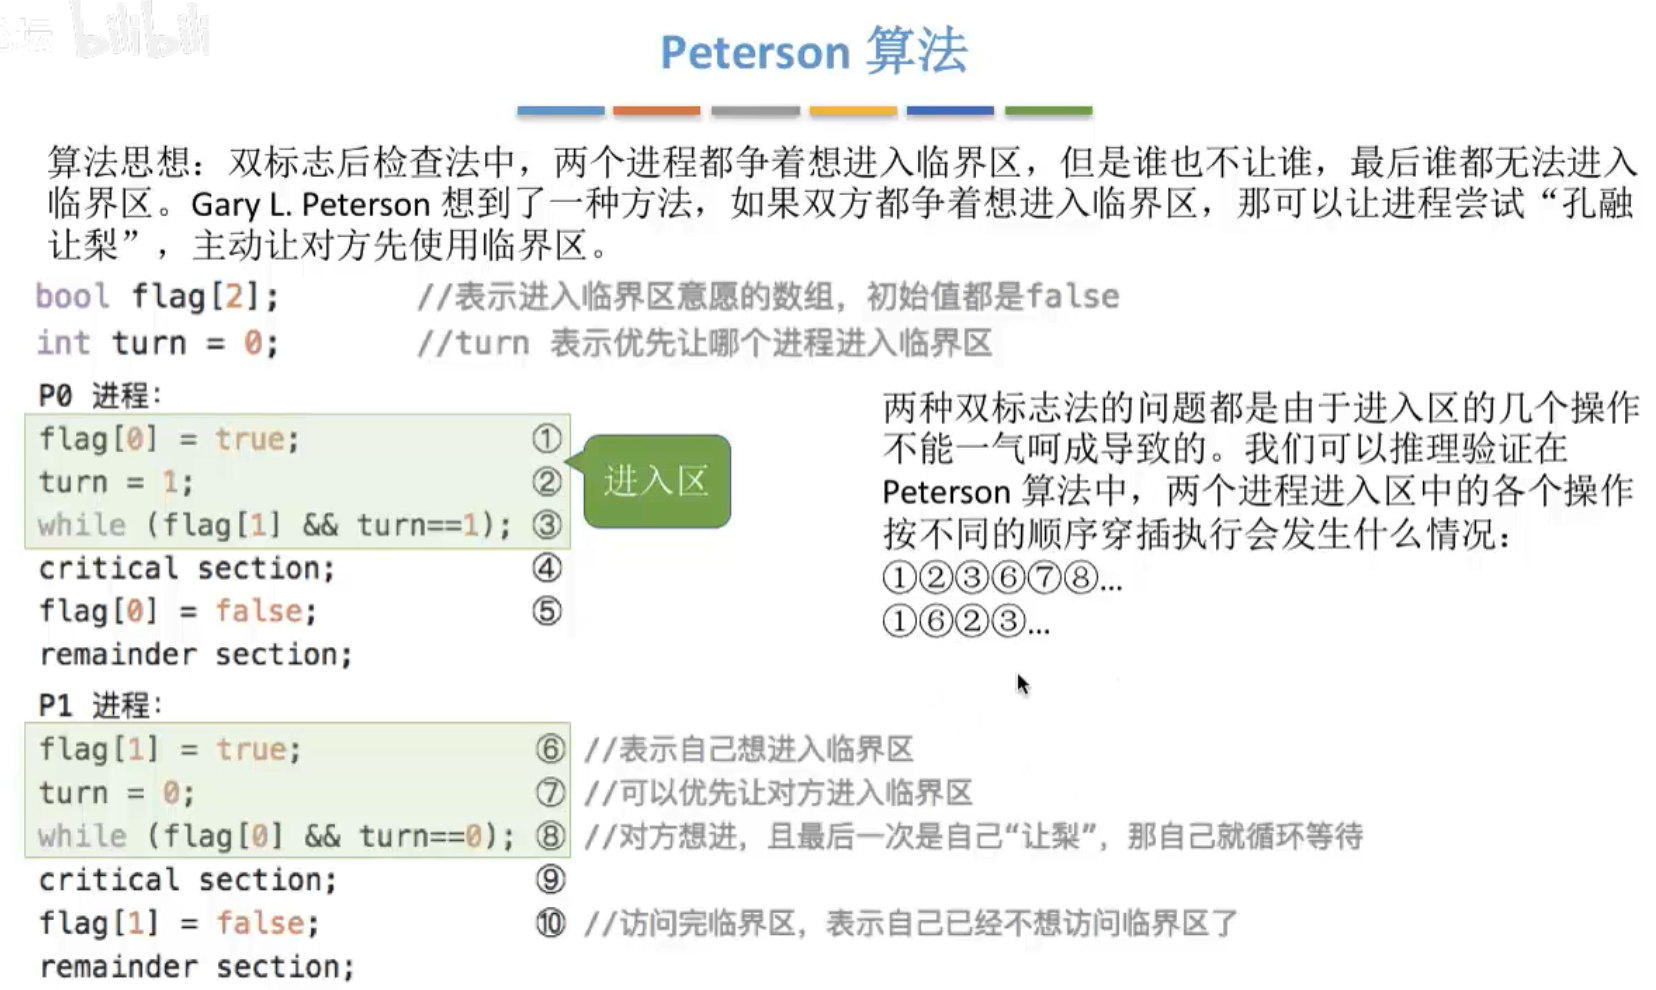 坛 bilibili
Peterson 算法
算法思想：双标志后检查法中，两个进程都争着想进入临界区，但是谁也不让谁，最后谁都无法进入
临界区。Gary L. Peterson 想到了一种方法，如果双方都争着想进入临界区，那可以让进程尝试“孔融
让梨”，主动让对方先使用临界区。
bool flag[2]; //表示进入临界区意愿的数组，初始值都是false
int turn = 0; //turn 表示优先让哪个进程进入临界区
P0 进程：
flag[0] = true; ①
turn = 1; ②
while (flag[1] && turn==1); ③
critical section; ④
flag[0] = false; ⑤
remainder section;
进入区
两种双标志法的问题都是由于进入区的几个操作
不能一气呵成导致的。我们可以推理验证在
Peterson 算法中，两个进程进入区中的各个操作
按不同的顺序穿插执行会发生什么情况：
①②③⑥⑦⑧...
①⑥②③...
P1 进程：
flag[1] = true; ⑥ //表示自己想进入临界区
turn = 0; ⑦ //可以优先让对方进入临界区
while (flag[0] && turn==0); ⑧ //对方想进，且最后一次是自己“让梨”，那自己就循环等待
critical section; ⑨
flag[1] = false; ⑩ //访问完临界区，表示自己已经不想访问临界区了
remainder section;